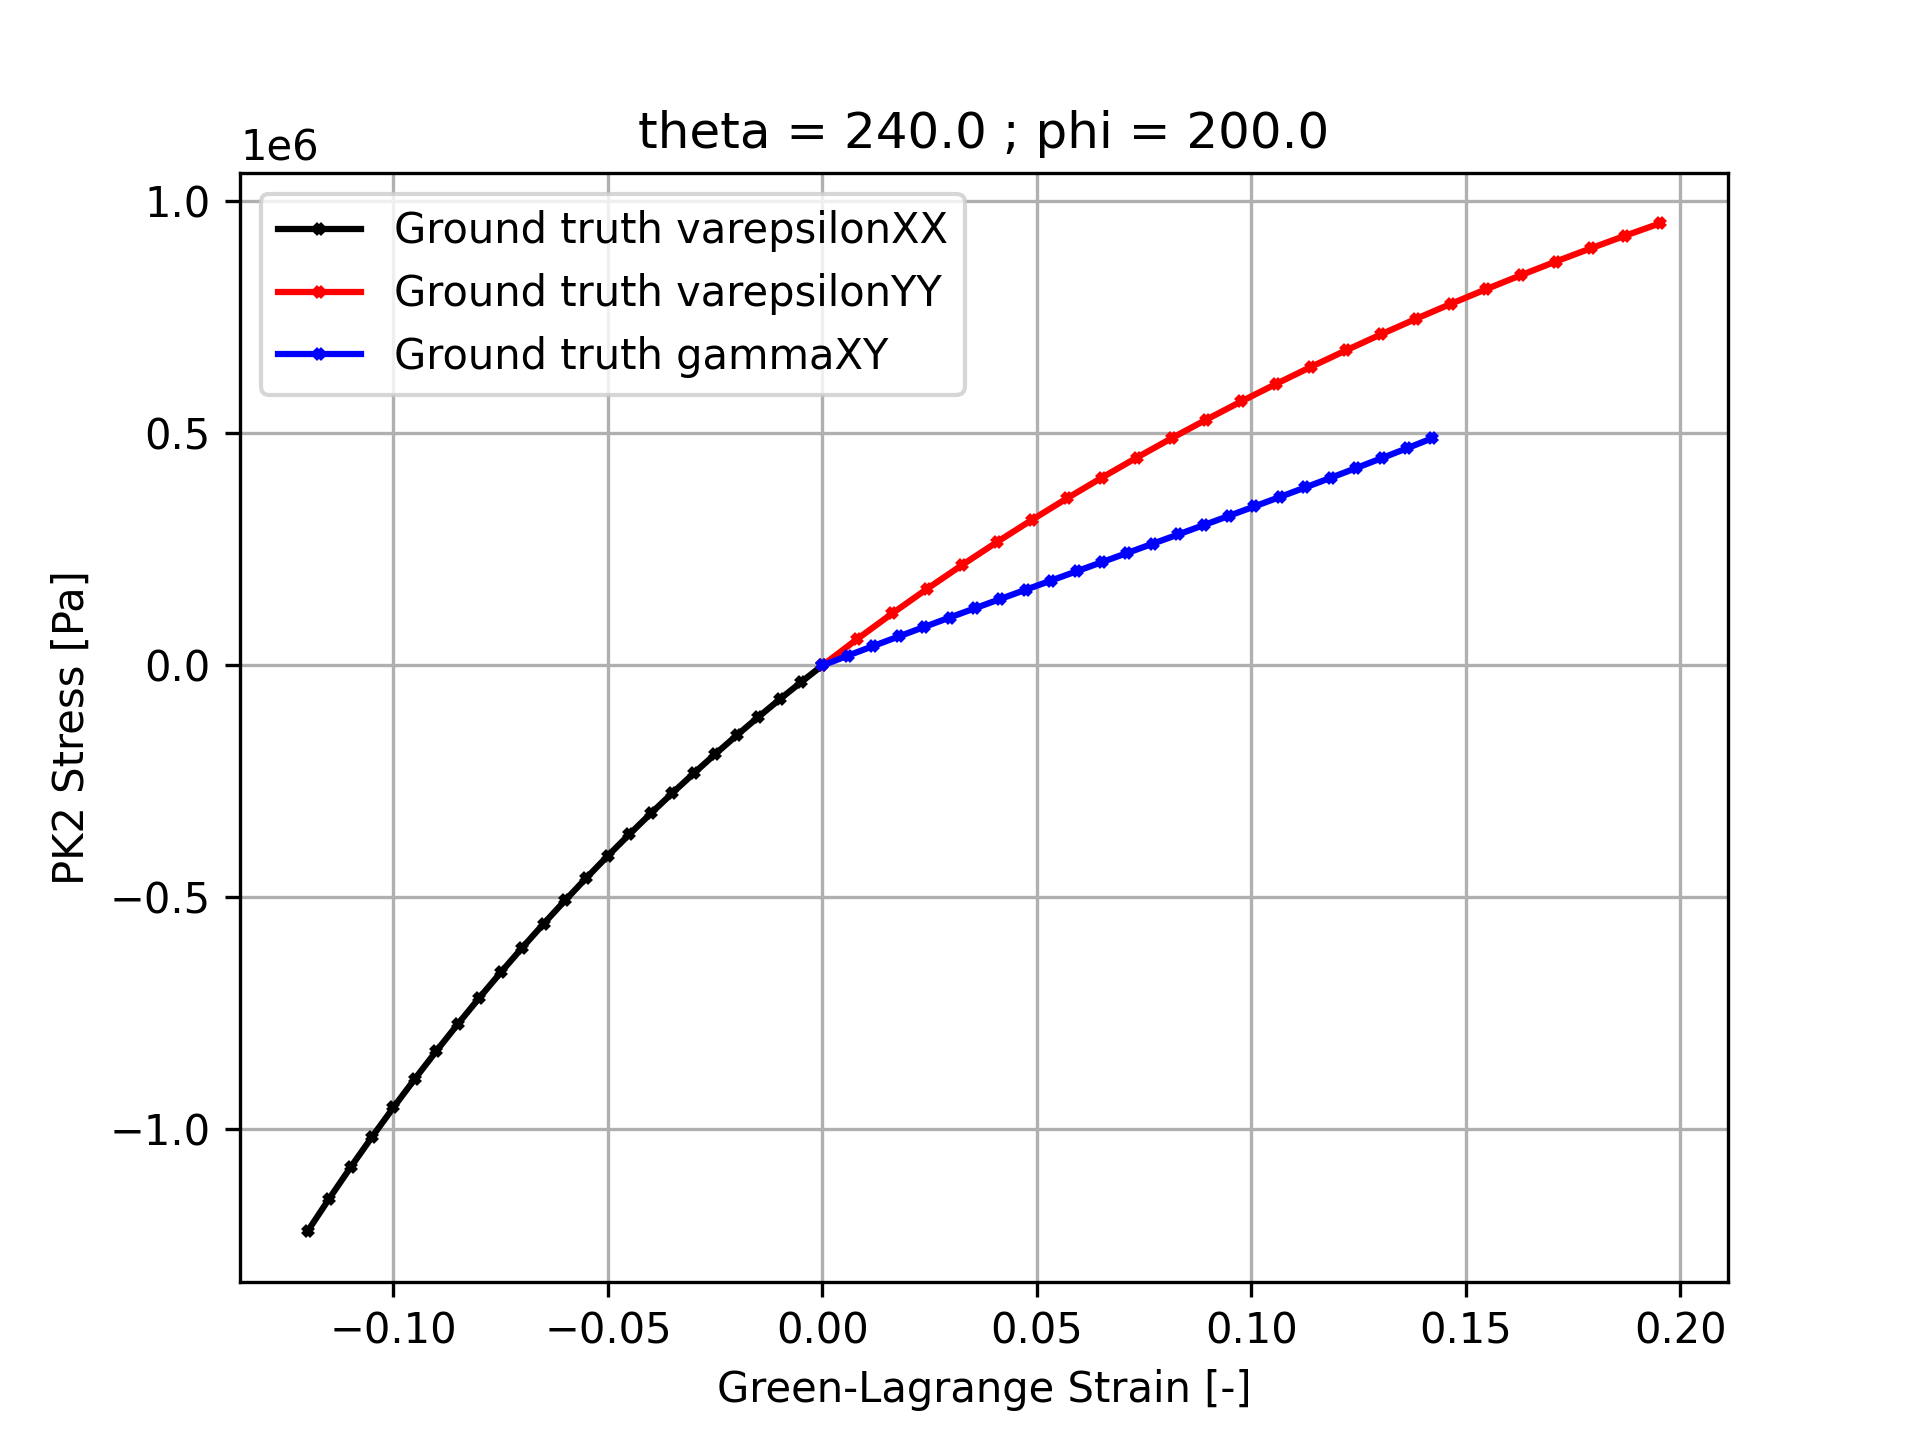 theta = 240.0 ; phi = 200.0
1e6
Ground truth varepsilonXX
Ground truth varepsilonYY
Ground truth gammaXY
1.0
0.5
0.0
−0.5
−1.0
PK2 Stress [Pa]
−0.10 −0.05 0.00 0.05 0.10 0.15 0.20
Green-Lagrange Strain [-]